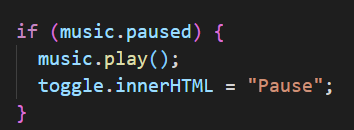 if (music.paused) {
  music.play();
  toggle.innerHTML = "Pause";
}